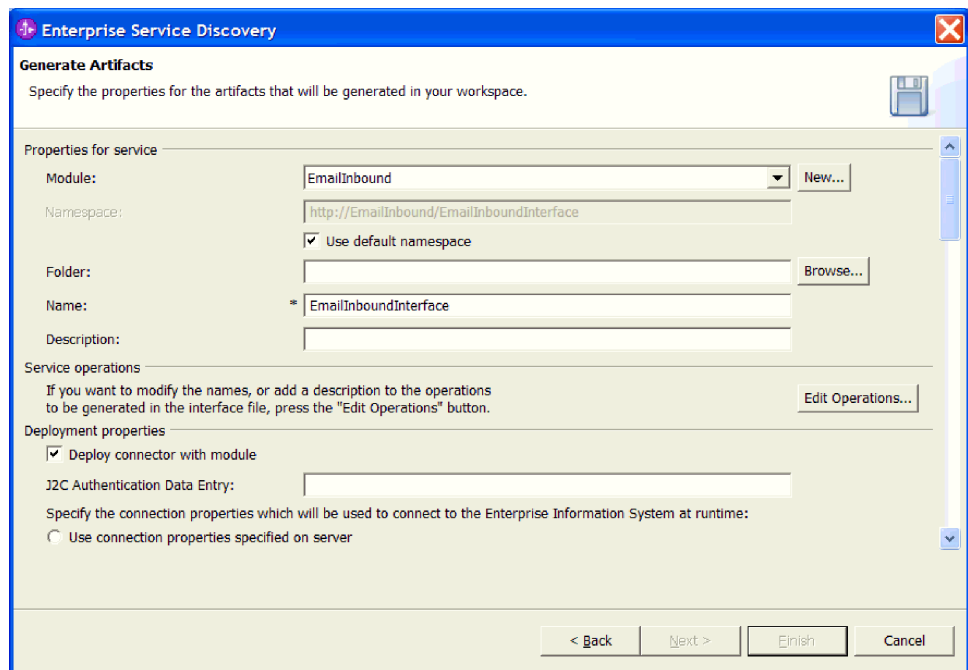 Enterprise Service Discovery
Generate Artifacts
Specify the properties for the artifacts that will be generated in your workspace.
Properties for service
Module: EmailInbound New...
Namespace: http://EmailInbound/EmailInboundInterface
Use default namespace
Folder: Browse...
Name: * EmailInboundInterface
Description:
Service operations
If you want to modify the names, or add a description to the operations
to be generated in the interface file, press the "Edit Operations" button.
Edit Operations...
Deployment properties
Deploy connector with module
J2C Authentication Data Entry:
Specify the connection properties which will be used to connect to the Enterprise Information System at runtime:
Use connection properties specified on server
< Back Next > Finish Cancel